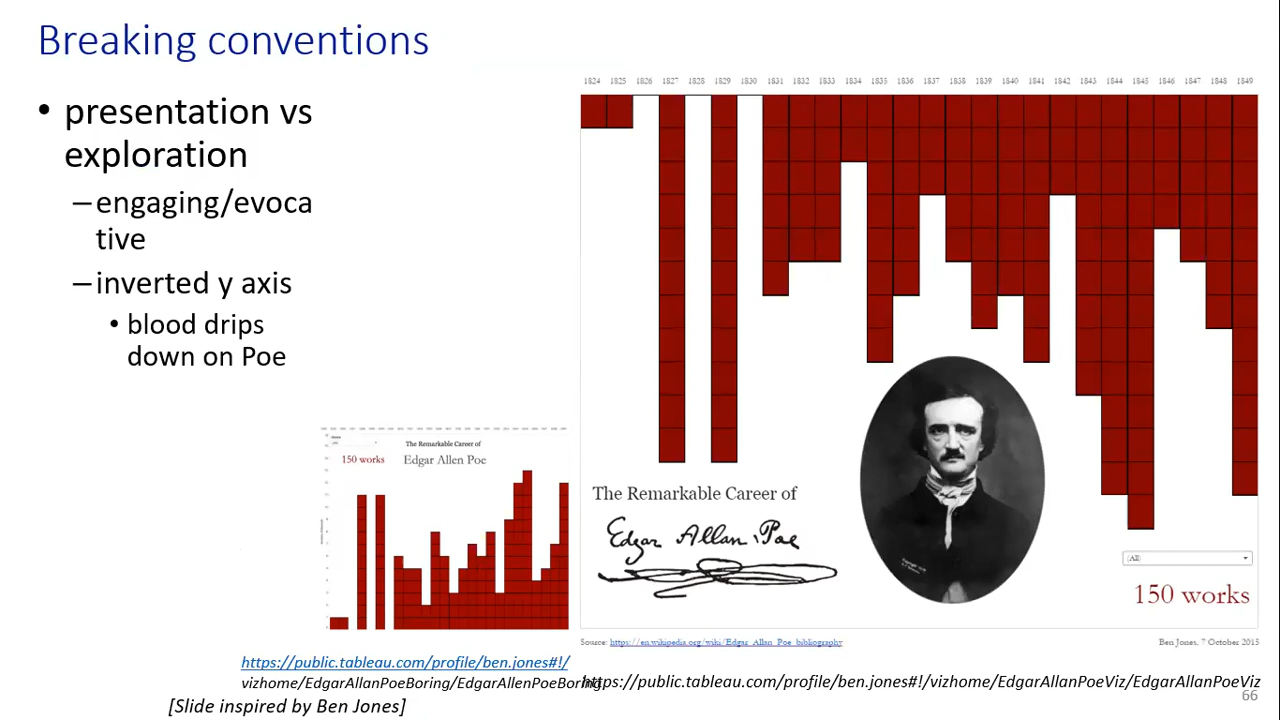 Breaking conventions
• presentation vs
exploration
–engaging/evoca
tive
–inverted y axis
• blood drips
down on Poe
1824 1825 1826 1827 1828 1829 1830 1831 1832 1833 1834 1835 1836 1837 1838 1839 1840 1841 1842 1843 1844 1845 1846 1847 1848 1849
The Remarkable Career of
Edgar Allan Poe
(All)
150 works
Source: https://en.wikipedia.org/wiki/Edgar_Allan_Poe_bibliography
Ben Jones, 7 October 2015
The Remarkable Career of
150 works
Edgar Allen Poe
https://public.tableau.com/profile/ben.jones#!/
vizhome/EdgarAllanPoeBoring/EdgarAllenPoeBoring
https://public.tableau.com/profile/ben.jones#!/vizhome/EdgarAllanPoeViz/EdgarAllanPoeViz
[Slide inspired by Ben Jones]
66